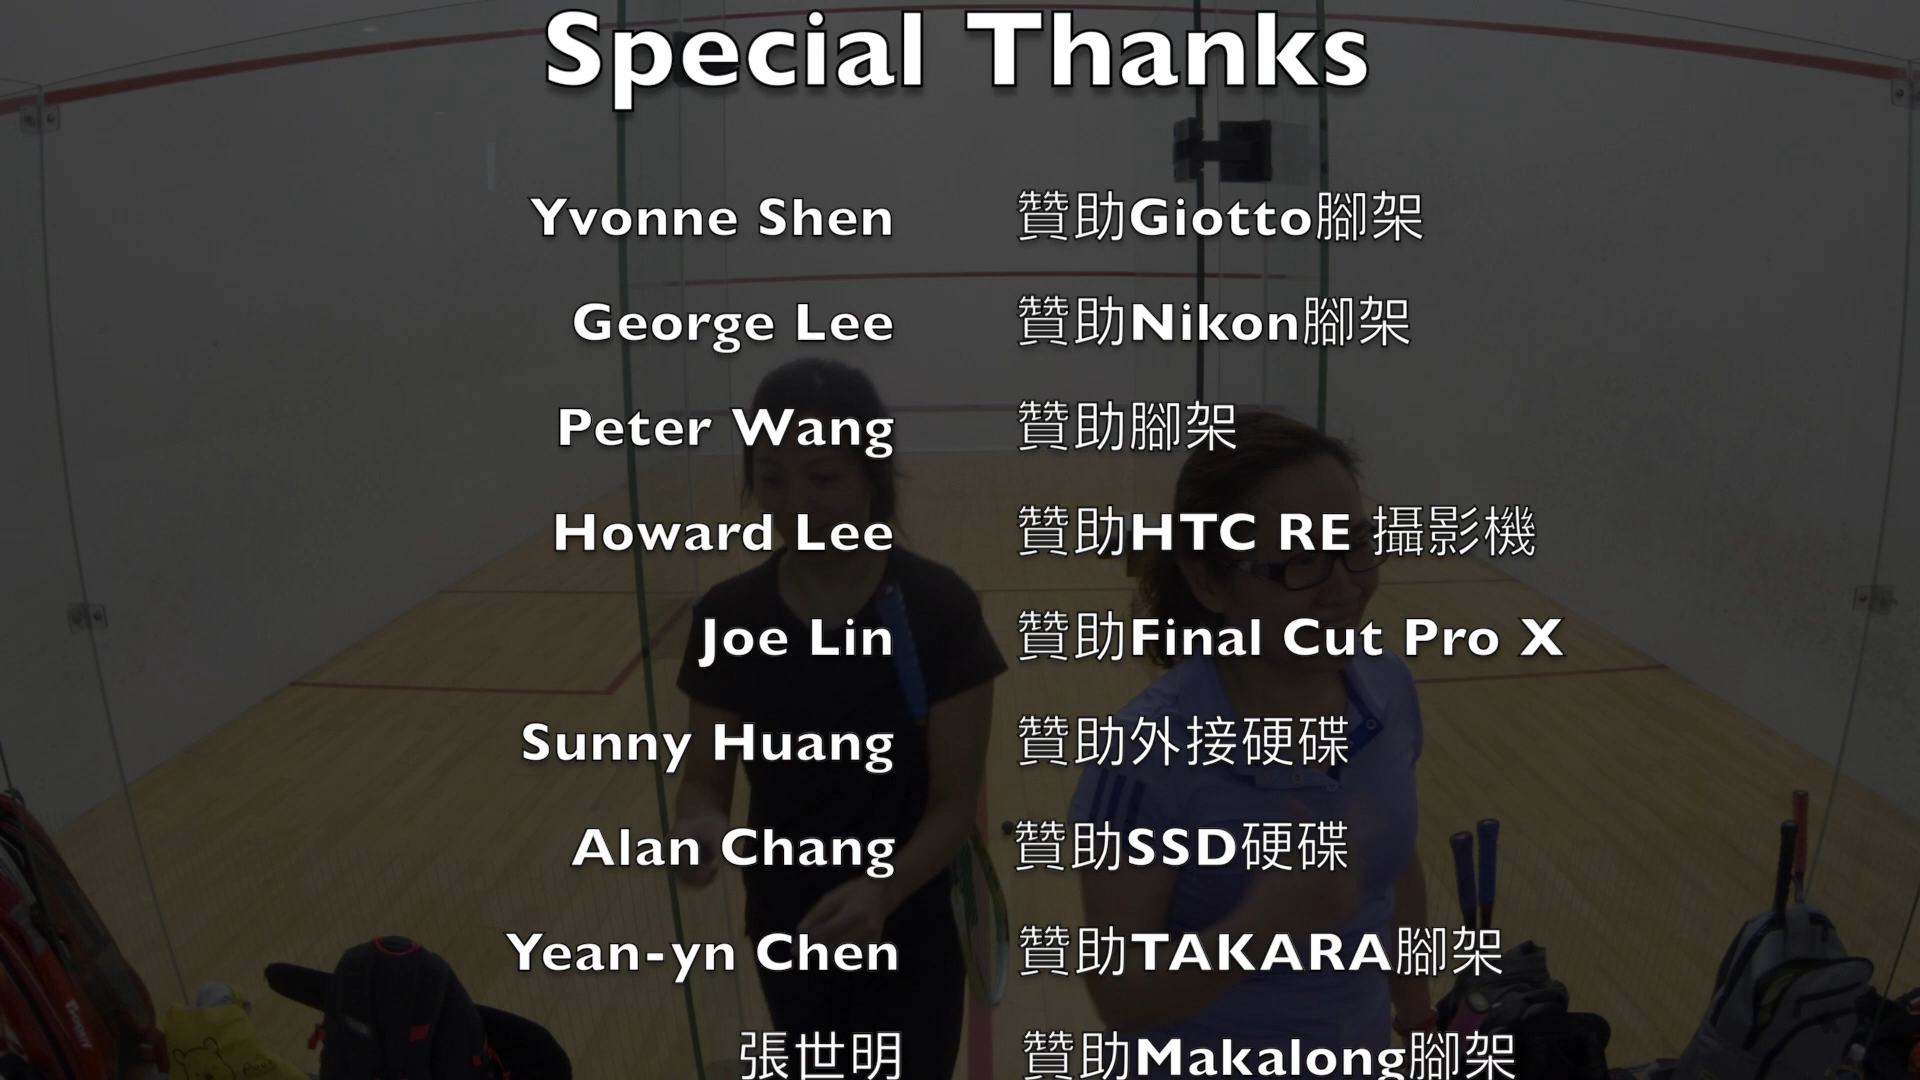 Special Thanks
Yvonne Shen 贊助Giotto腳架
George Lee 贊助Nikon腳架
Peter Wang 贊助腳架
Howard Lee 贊助HTC RE 攝影機
Joe Lin 贊助Final Cut Pro X
Sunny Huang 贊助外接硬碟
Alan Chang 贊助SSD硬碟
Yean-yn Chen 贊助TAKARA腳架
張世明 贊助Makalong腳架